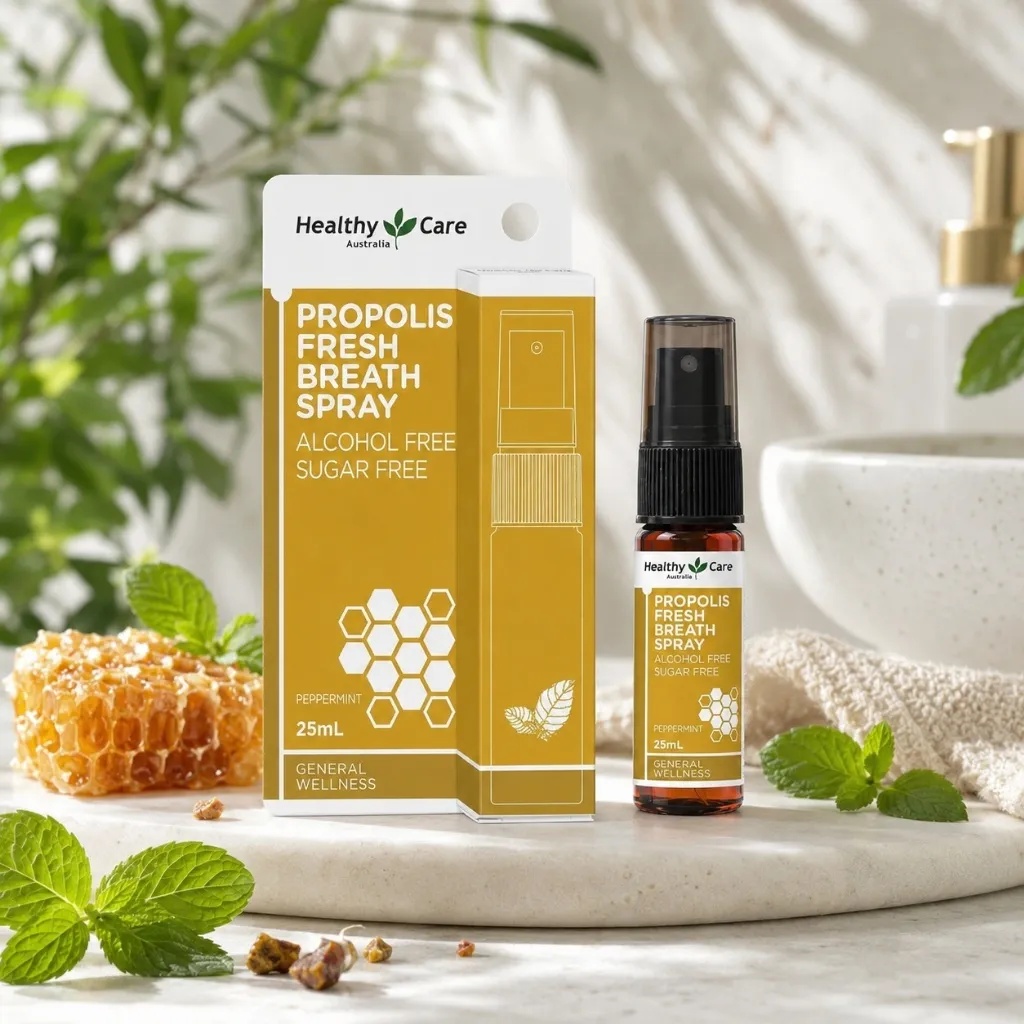 Healthy Care
Australia
PROPOLIS
FRESH
BREATH
SPRAY
ALCOHOL FREE
SUGAR FREE
PEPPERMINT
25mL
GENERAL
WELLNESS
Healthy Care
Australia
PROPOLIS
FRESH
BREATH
SPRAY
ALCOHOL FREE
SUGAR FREE
PEPPERMINT
25mL
GENERAL
WELLNESS